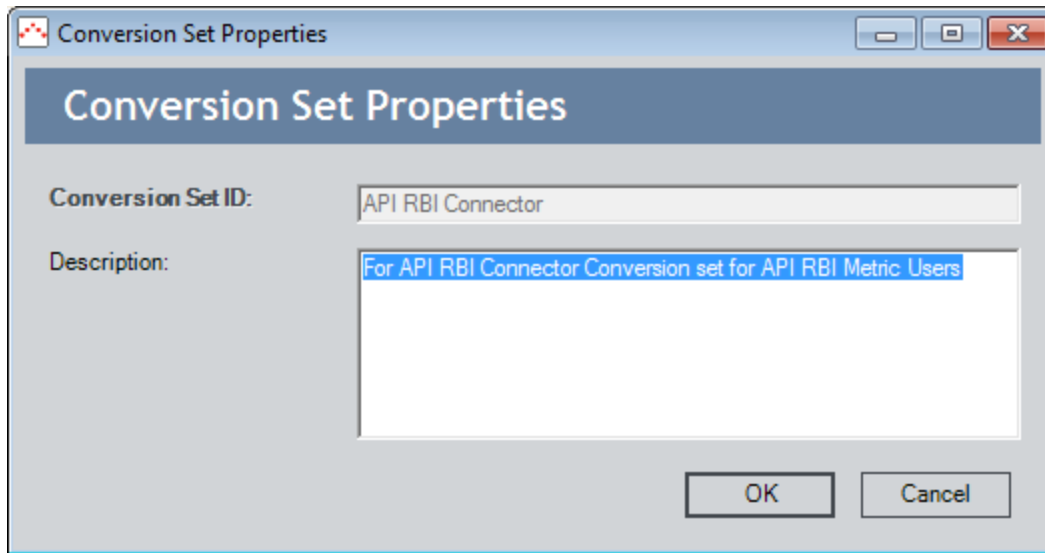 Conversion Set Properties
Conversion Set Properties
Conversion Set ID:
API RBI Connector
Description:
For API RBI Connector Conversion set for API RBI Metric Users
OK
Cancel